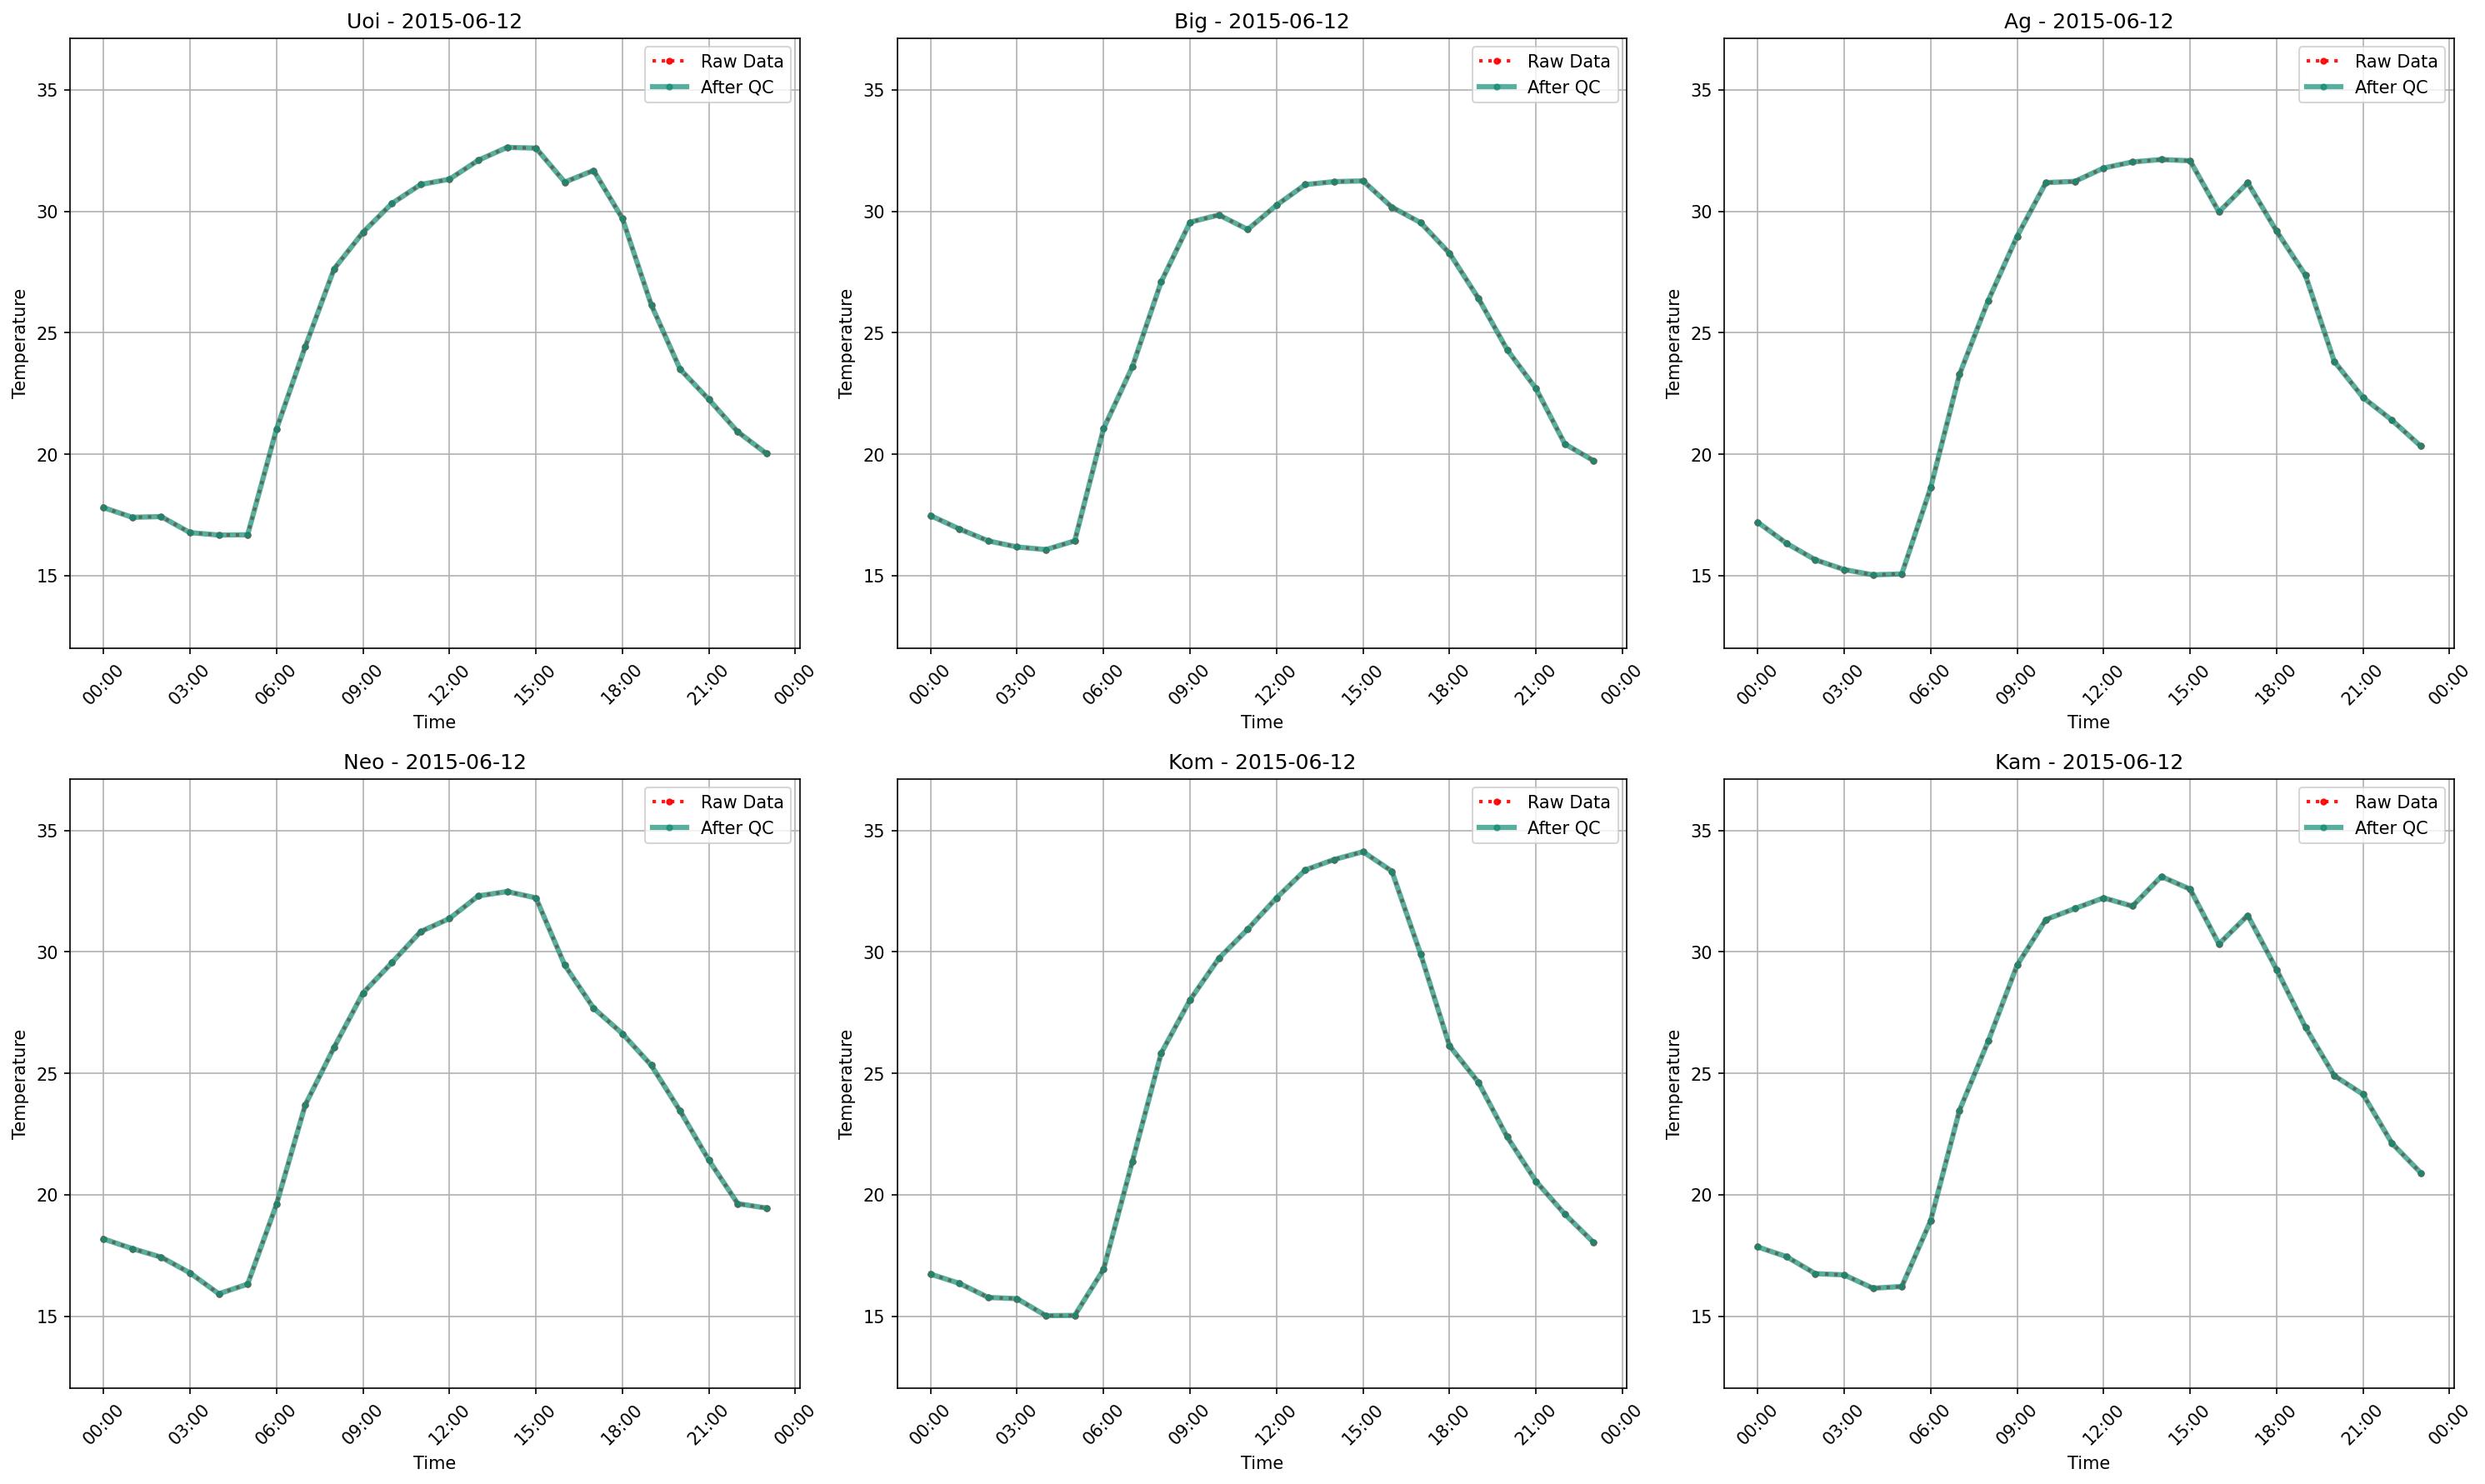 Uoi - 2015-06-12
Raw Data
After QC
35
30
25
20
15
Temperature
00:00
03:00
06:00
09:00
12:00
15:00
18:00
21:00
00:00
Time
Big - 2015-06-12
Raw Data
After QC
35
30
25
20
15
Temperature
00:00
03:00
06:00
09:00
12:00
15:00
18:00
21:00
00:00
Time
Ag - 2015-06-12
Raw Data
After QC
35
30
25
20
15
Temperature
00:00
03:00
06:00
09:00
12:00
15:00
18:00
21:00
00:00
Time
Neo - 2015-06-12
Raw Data
After QC
35
30
25
20
15
Temperature
00:00
03:00
06:00
09:00
12:00
15:00
18:00
21:00
00:00
Time
Kom - 2015-06-12
Raw Data
After QC
35
30
25
20
15
Temperature
00:00
03:00
06:00
09:00
12:00
15:00
18:00
21:00
00:00
Time
Kam - 2015-06-12
Raw Data
After QC
35
30
25
20
15
Temperature
00:00
03:00
06:00
09:00
12:00
15:00
18:00
21:00
00:00
Time